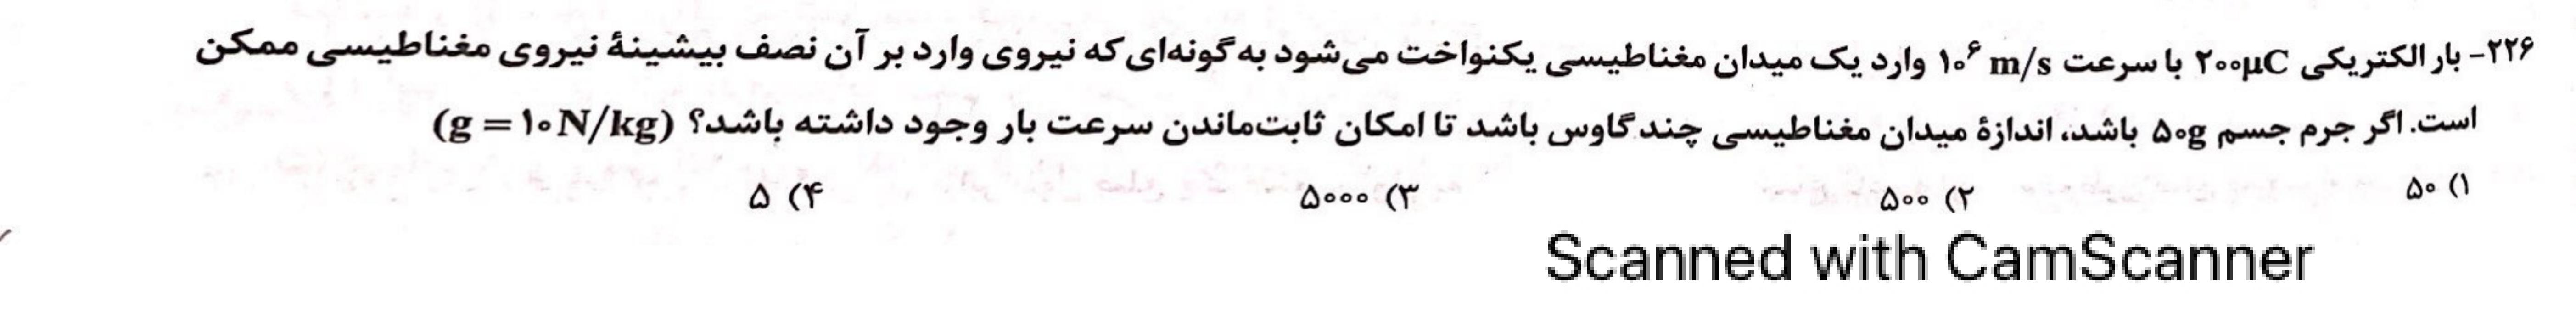 ۲۲۶- بار الکتریکی ۲۰۰μC با سرعت ۱۰⁶ m/s وارد یک میدان مغناطیسی یکنواخت می‌شود به‌گونه‌ای که نیروی وارد بر آن نصف بیشینهٔ نیروی مغناطیسی ممکن
است. اگر جرم جسم ۵۰g باشد، اندازهٔ میدان مغناطیسی چند گاوس باشد تا امکان ثابت‌ماندن سرعت بار وجود داشته باشد؟ (g = ۱۰N/kg)
۱) ۵۰ ۲) ۵۰۰ ۳) ۵۰۰۰ ۴) ۵
Scanned with CamScanner